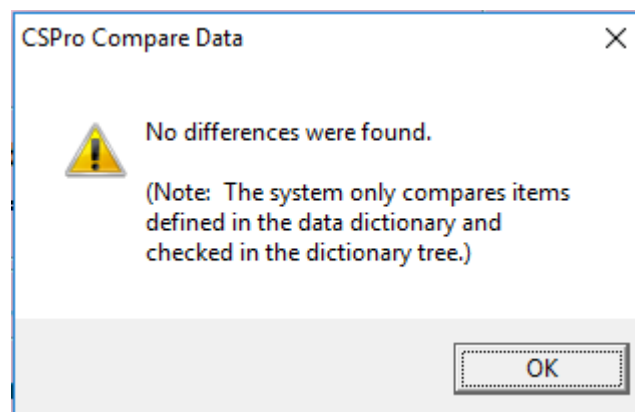 CSPro Compare Data
No differences were found.
(Note:  The system only compares items
defined in the data dictionary and
checked in the dictionary tree.)
OK